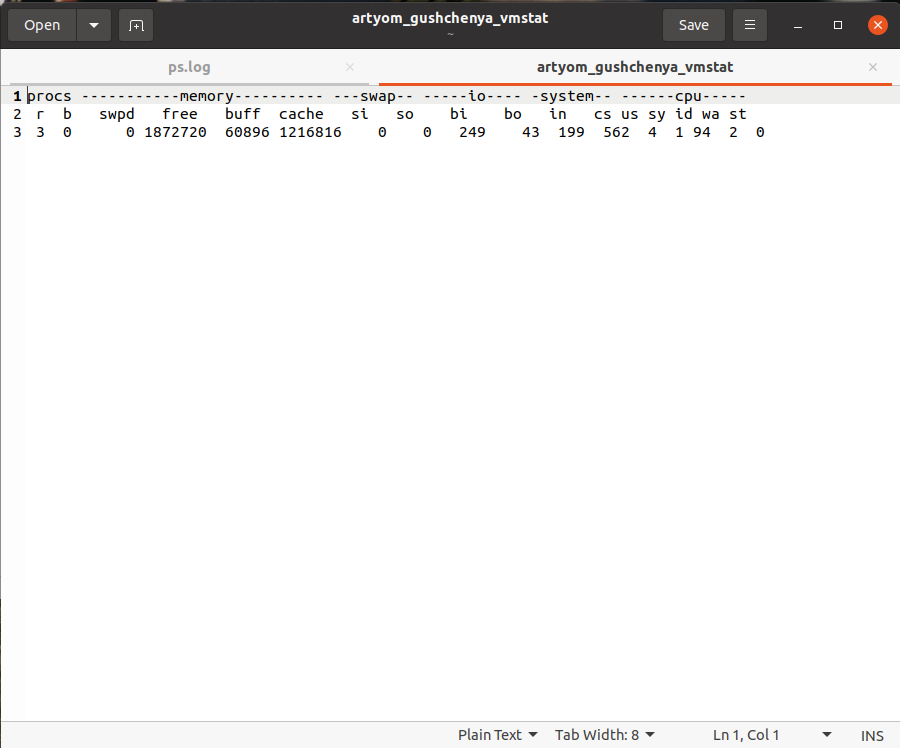 Open
artyom_gushchenya_vmstat
~
Save
ps.log
artyom_gushchenya_vmstat
1 procs -----------memory---------- ---swap-- -----io---- -system-- ------cpu-----
2  r  b   swpd   free   buff  cache   si   so    bi    bo   in   cs us sy id wa st
3  3  0      0 1872720  60896 1216816    0    0   249    43  199  562  4  1 94  2  0
Plain Text Tab Width: 8 Ln 1, Col 1 INS